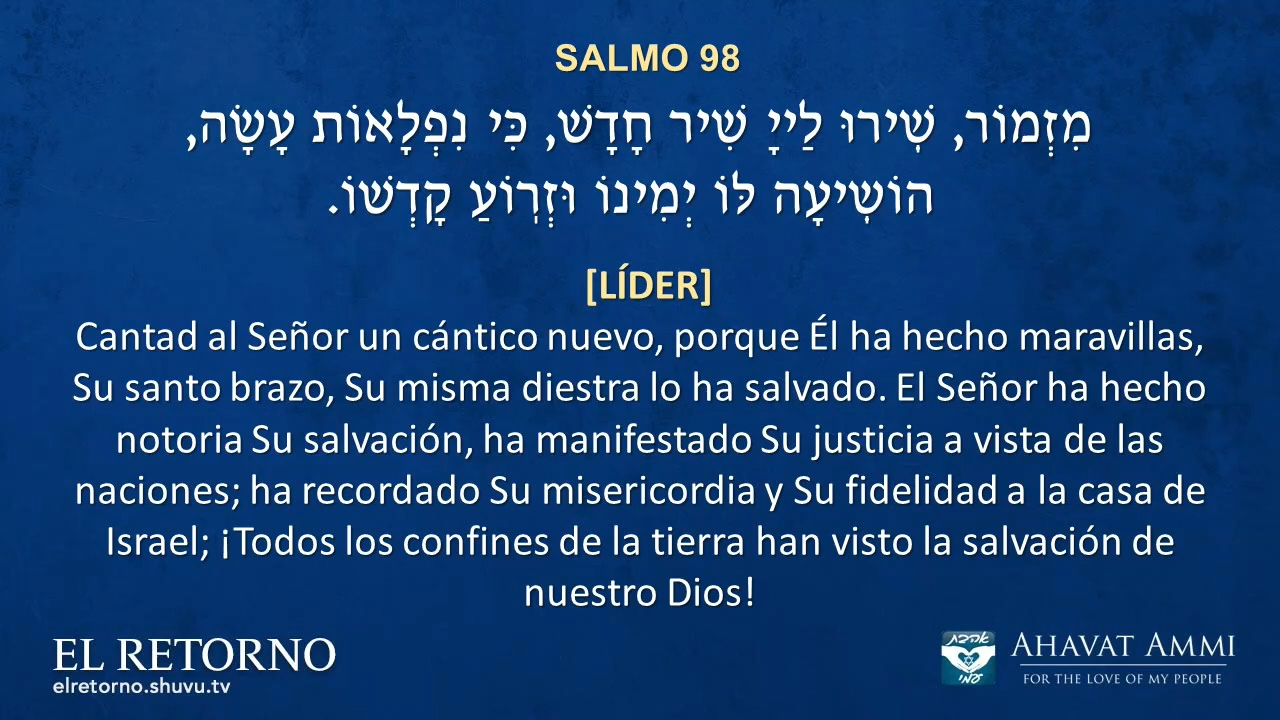 SALMO 98
מִזְמוֹר, שִׁירוּ לַייָ שִׁיר חָדָשׁ, כִּי נִפְלָאוֹת עָשָׂה,
הוֹשִׁיעָה לּוֹ יְמִינוֹ וּזְרוֹעַ קָדְשׁוֹ.
[LÍDER]
Cantad al Señor un cántico nuevo, porque Él ha hecho maravillas,
Su santo brazo, Su misma diestra lo ha salvado. El Señor ha hecho
notoria Su salvación, ha manifestado Su justicia a vista de las
naciones; ha recordado Su misericordia y Su fidelidad a la casa de
Israel; ¡Todos los confines de la tierra han visto la salvación de
nuestro Dios!
EL RETORNO
elretorno.shuvu.tv
אהבת
עמי
AHAVAT AMMI
FOR THE LOVE OF MY PEOPLE